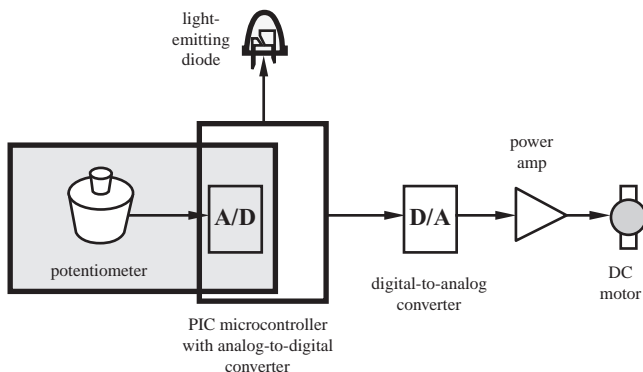 light-
emitting
diode
power
amp
A/D
D/A
potentiometer
digital-to-analog
converter
DC
motor
PIC microcontroller
with analog-to-digital
converter